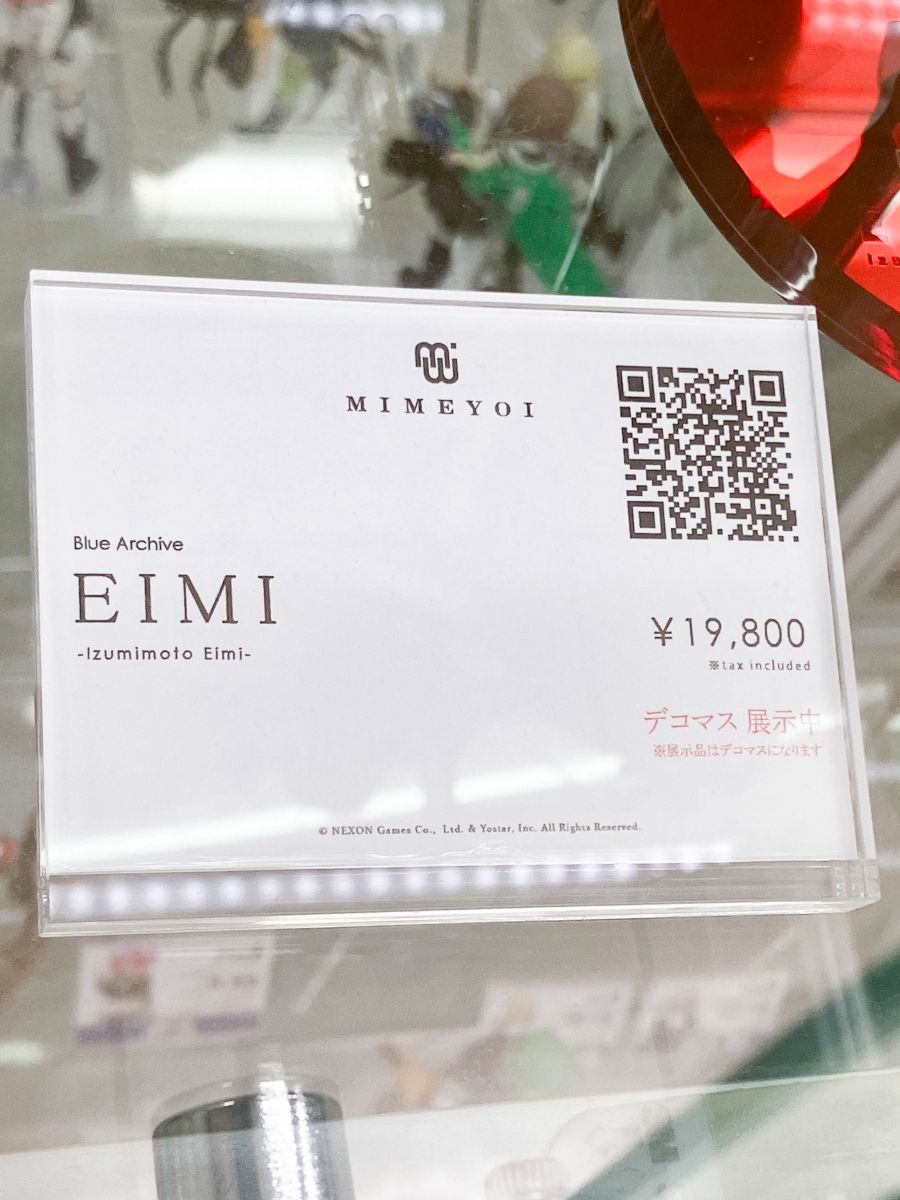 MIMEYOI
Blue Archive
EIMI
-Izumimoto Eimi-
¥19,800
※tax included
デコマス 展示中
※展示品はデコマスになります
© NEXON Games Co., Ltd. & Yostar, Inc. All Rights Reserved.